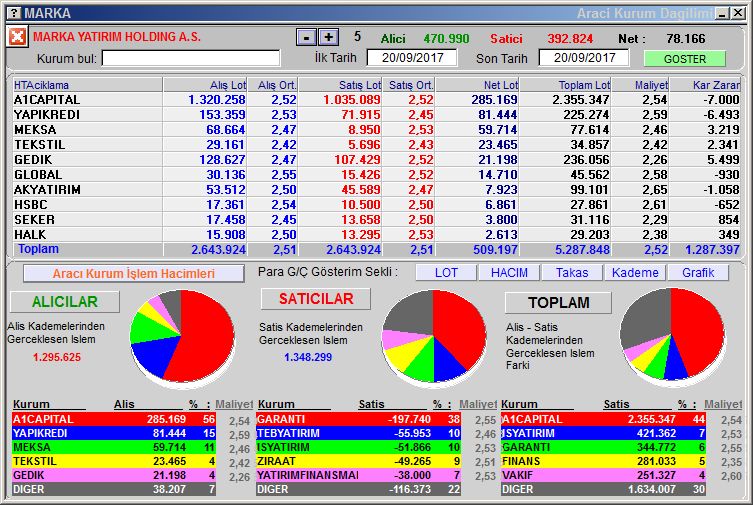 ? MARKA Araci Kurum Dagilimi
MARKA YATIRIM HOLDING A.S. - + 5 Alici 470.990 Satici 392.824 Net : 78.166
Kurum bul: İlk Tarih 20/09/2017 Son Tarih 20/09/2017 GOSTER
HTAciklama Alış Lot Alış Ort. Satış Lot Satış Ort. Net Lot Toplam Lot Maliyet Kar Zarar
A1CAPITAL 1.320.258 2,52 1.035.089 2,52 285.169 2.355.347 2,54 -7.000
YAPIKREDI 153.359 2,53 71.915 2,45 81.444 225.274 2,59 -6.493
MEKSA 68.664 2,47 8.950 2,53 59.714 77.614 2,46 3.219
TEKSTIL 29.161 2,42 5.696 2,43 23.465 34.857 2,42 2.341
GEDIK 128.627 2,47 107.429 2,52 21.198 236.056 2,26 5.499
GLOBAL 30.136 2,55 15.426 2,52 14.710 45.562 2,58 -930
AKYATIRIM 53.512 2,50 45.589 2,47 7.923 99.101 2,65 -1.058
HSBC 17.361 2,54 10.500 2,50 6.861 27.861 2,61 -652
SEKER 17.458 2,45 13.658 2,50 3.800 31.116 2,29 854
HALK 15.908 2,50 13.295 2,53 2.613 29.203 2,38 349
Toplam 2.643.924 2,51 2.643.924 2,51 509.197 5.287.848 2,52 1.287.397
Aracı Kurum İşlem Hacimleri Para G/Ç Gösterim Sekli : LOT HACIM Takas Kademe Grafik
ALICILAR SATICILAR TOPLAM
Alis Kademelerinden Gerceklesen Islem
1.295.625
Satis Kademelerinden Gerceklesen Islem
1.348.299
Alis - Satis Kademelerinden Gerceklesen Islem Farki
Kurum Alis % : Maliyet Kurum Satis % : Maliyet Kurum Satis % : Maliyet
A1CAPITAL 285.169 56 2,54 GARANTI -197.740 38 2,55 A1CAPITAL 2.355.347 44 2,54
YAPIKREDI 81.444 15 2,59 TEBYATIRIM -55.953 10 2,46 ISYATIRIM 421.362 7 2,53
MEKSA 59.714 11 2,46 ISYATIRIM -51.866 10 2,53 GARANTI 344.772 6 2,55
TEKSTIL 23.465 4 2,42 ZIRAAT -49.265 9 2,51 FINANS 281.033 5 2,35
GEDIK 21.198 4 2,26 YATIRIMFINANSMAI -38.000 7 2,53 VAKIF 251.327 4 2,60
DIGER 38.207 7 DIGER -116.373 22 DIGER 1.634.007 30